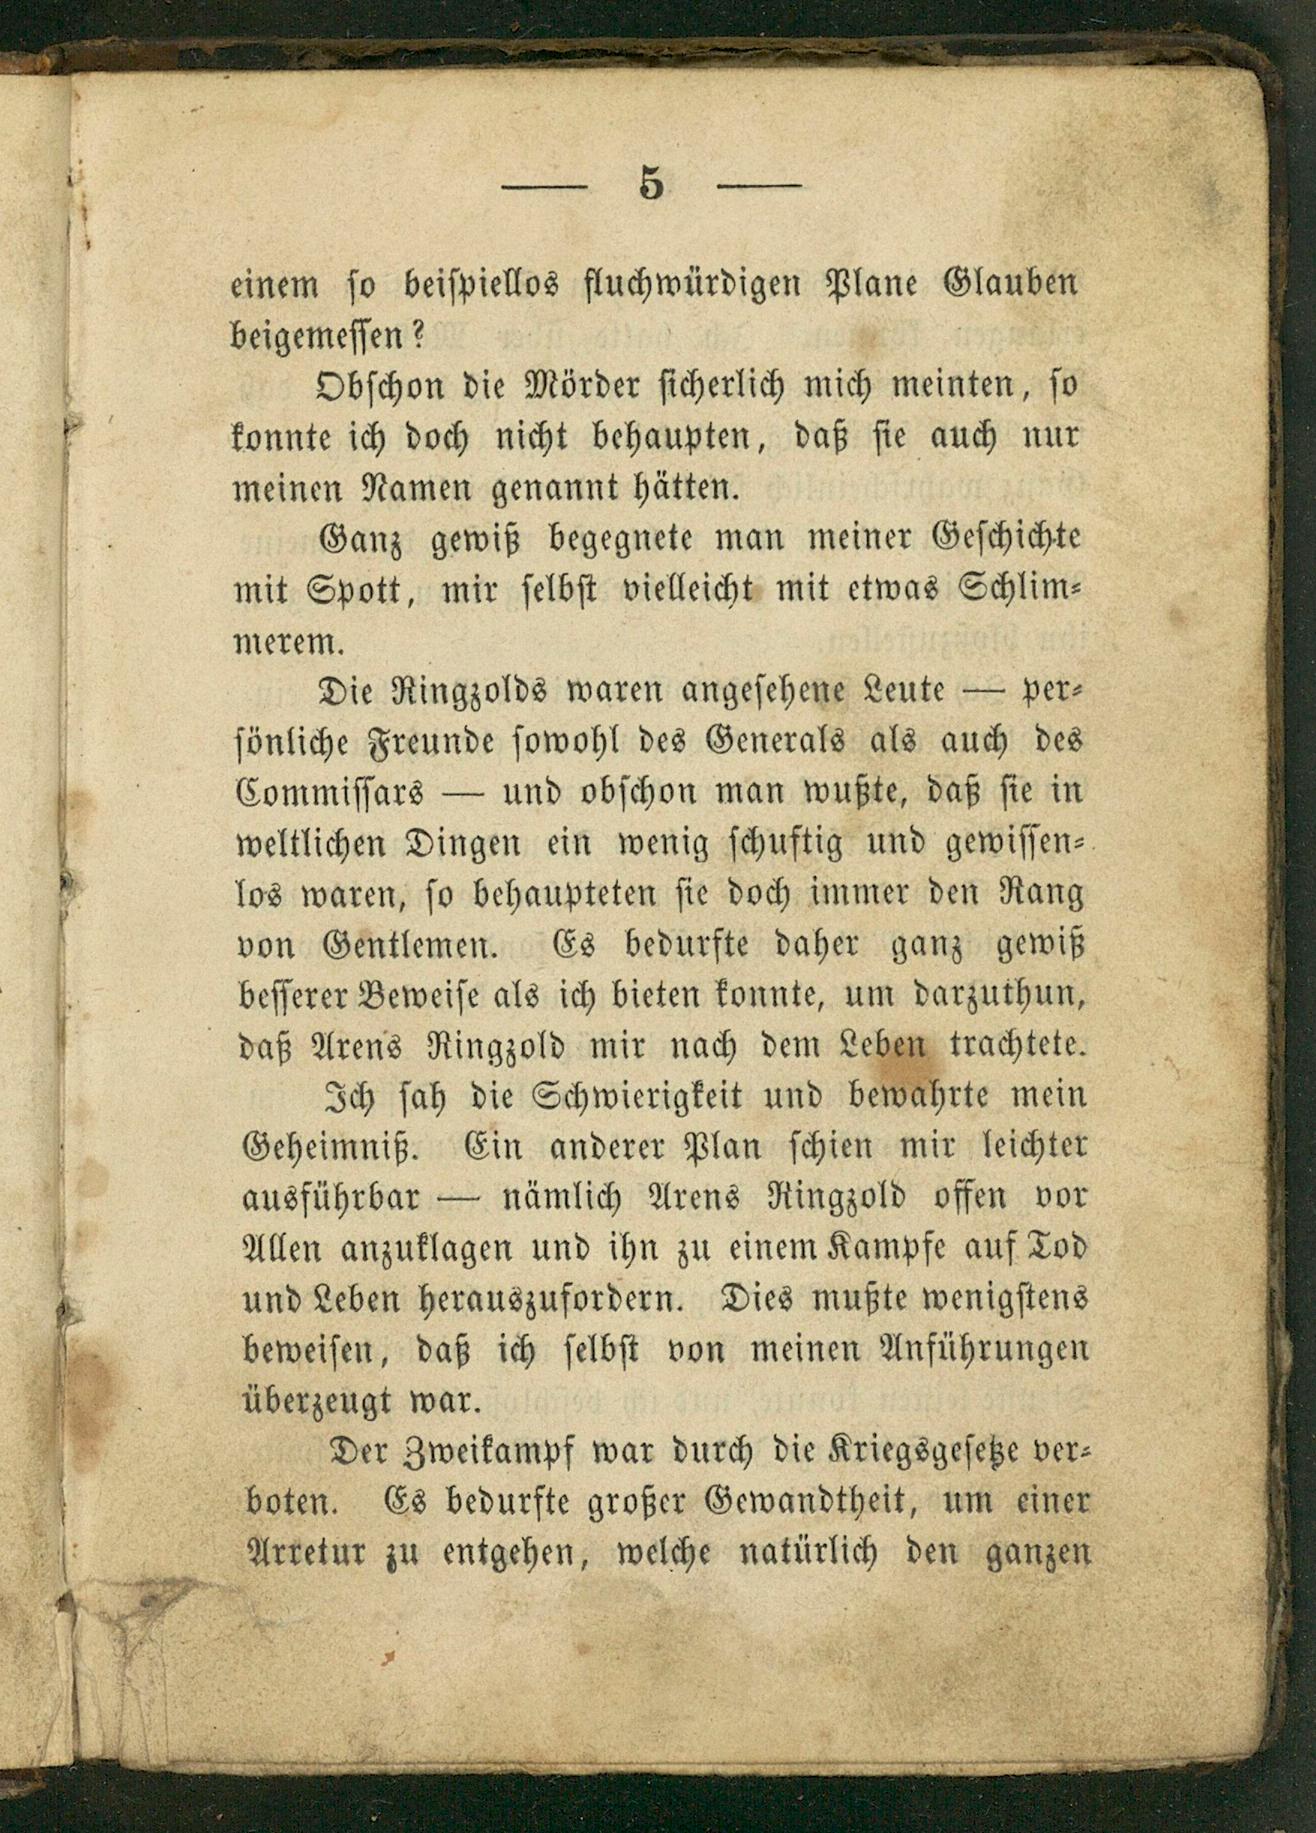 — 5 —
einem so beispiellos fluchwürdigen Plane Glauben
beigemessen?
Obschon die Mörder sicherlich mich meinten, so
konnte ich doch nicht behaupten, daß sie auch nur
meinen Namen genannt hätten.
Ganz gewiß begegnete man meiner Geschichte
mit Spott, mir selbst vielleicht mit etwas Schlim-
merem.
Die Ringzolds waren angesehene Leute — per-
sönliche Freunde sowohl des Generals als auch des
Commissars — und obschon man wußte, daß sie in
weltlichen Dingen ein wenig schuftig und gewissen-
los waren, so behaupteten sie doch immer den Rang
von Gentlemen. Es bedurfte daher ganz gewiß
besserer Beweise als ich bieten konnte, um darzuthun,
daß Arens Ringzold mir nach dem Leben trachtete.
Ich sah die Schwierigkeit und bewahrte mein
Geheimniß. Ein anderer Plan schien mir leichter
ausführbar — nämlich Arens Ringzold offen vor
Allen anzuklagen und ihn zu einem Kampfe auf Tod
und Leben herauszufordern. Dies mußte wenigstens
beweisen, daß ich selbst von meinen Anführungen
überzeugt war.
Der Zweikampf war durch die Kriegsgesetze ver-
boten. Es bedurfte großer Gewandtheit, um einer
Arretur zu entgehen, welche natürlich den ganzen